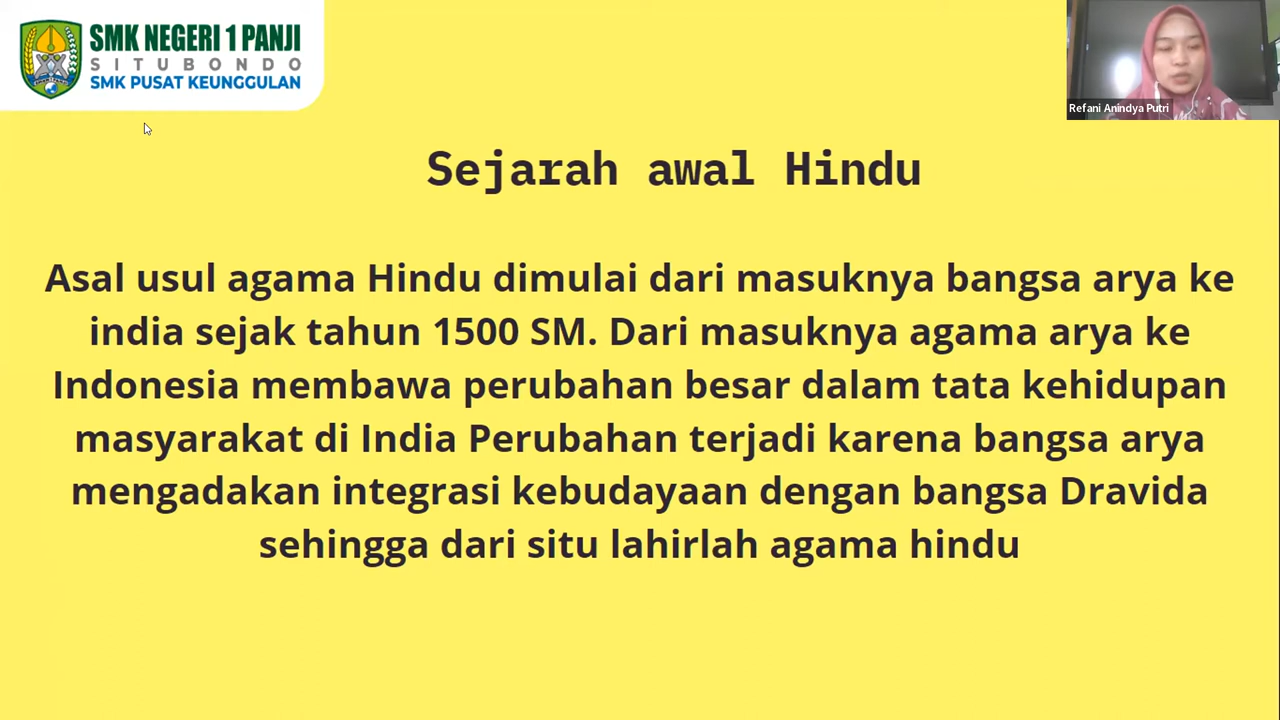 SMK NEGERI 1 PANJI
SITUBONDO
SMK PUSAT KEUNGGULAN
Refani Anindya Putri
Sejarah awal Hindu
Asal usul agama Hindu dimulai dari masuknya bangsa arya ke
india sejak tahun 1500 SM. Dari masuknya agama arya ke
Indonesia membawa perubahan besar dalam tata kehidupan
masyarakat di India Perubahan terjadi karena bangsa arya
mengadakan integrasi kebudayaan dengan bangsa Dravida
sehingga dari situ lahirlah agama hindu